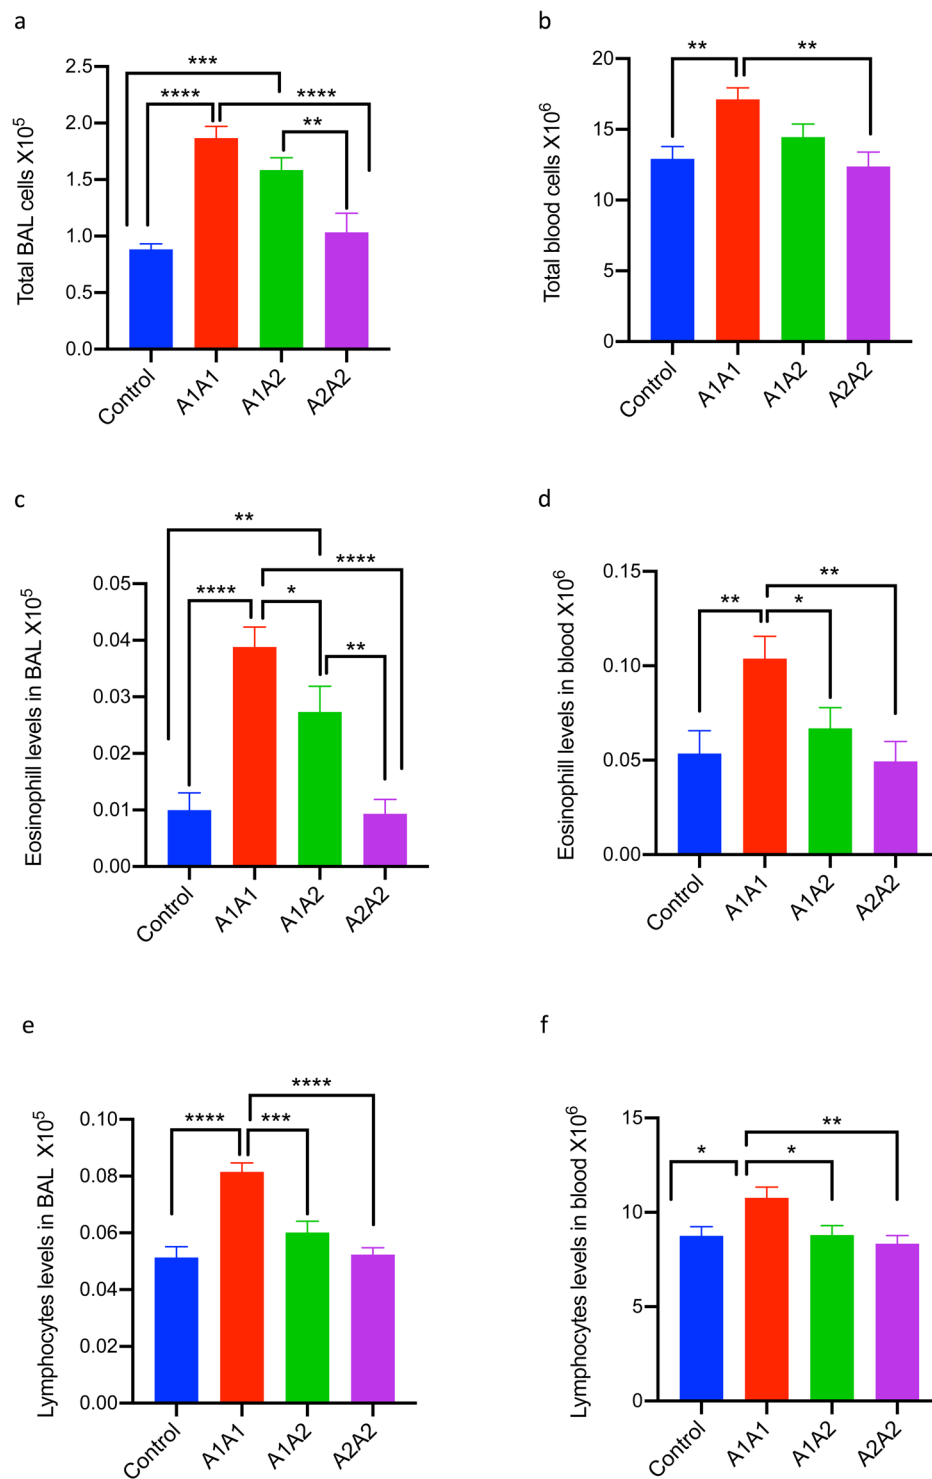 a
Total BAL cells X10⁵
2.5
2.0
1.5
1.0
0.5
0.0
***
****
****
**
Control
A1A1
A1A2
A2A2
b
Total blood cells X10⁶
20
15
10
5
0
**
**
Control
A1A1
A1A2
A2A2
c
Eosinophill levels in BAL X10⁵
0.05
0.04
0.03
0.02
0.01
0.00
**
****
****
*
**
Control
A1A1
A1A2
A2A2
d
Eosinophill levels in blood X10⁶
0.15
0.10
0.05
0.00
**
**
*
Control
A1A1
A1A2
A2A2
e
Lymphocytes levels in BAL X10⁵
0.10
0.08
0.06
0.04
0.02
0.00
****
****
***
Control
A1A1
A1A2
A2A2
f
Lymphocytes levels in blood X10⁶
15
10
5
0
**
*
*
Control
A1A1
A1A2
A2A2